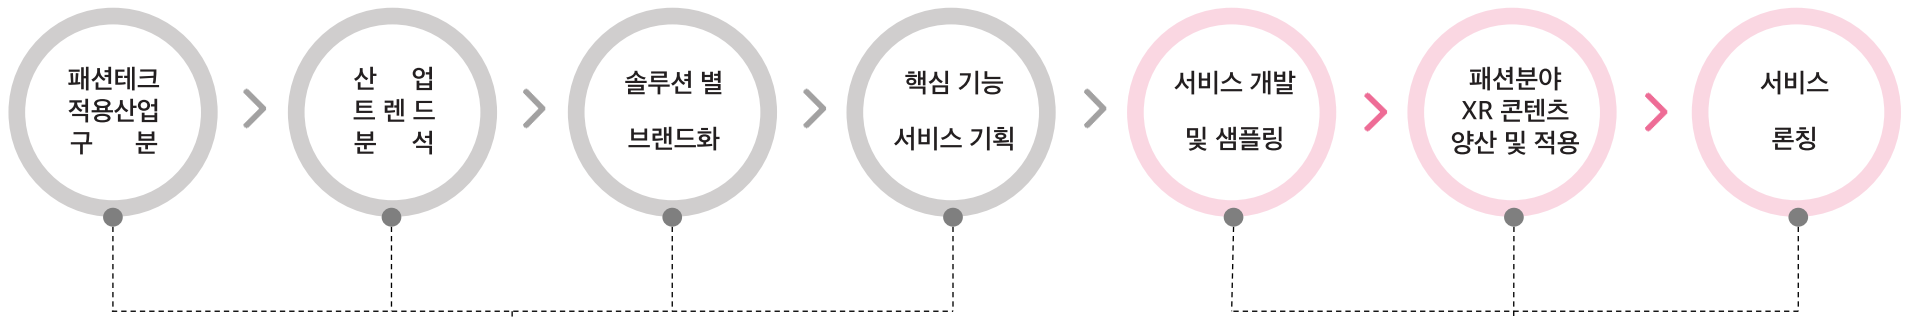 패션테크
적용산업
구 분
산 업
트 렌 드
분 석
솔루션 별
브랜드화
핵심 기능
서비스 기획
서비스 개발
및 샘플링
패션분야
XR 콘텐츠
양산 및 적용
서비스
론칭